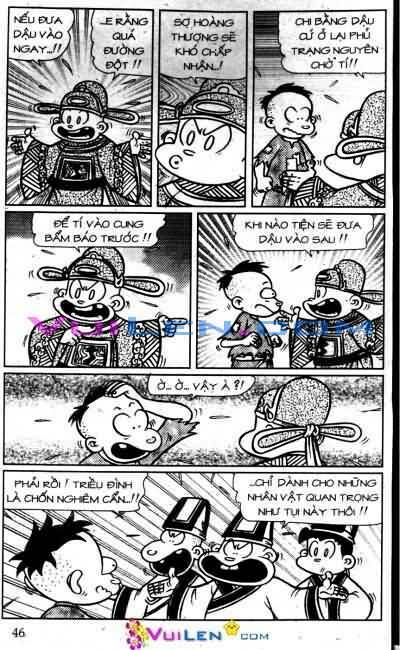 NẾU ĐƯA
DẬU VÀO
NGAY...!!
...E RẰNG
QUÁ
ĐƯỜNG
ĐỘT !!
SỢ HOÀNG
THƯỢNG SẼ
KHÓ CHẤP
NHẬN..!
CHI BẰNG DẬU
CỨ Ở LẠI PHỦ
TRẠNG NGUYÊN
CHỜ TÍ!!
ĐỂ TÍ VÀO CUNG
BẨM BÁO TRƯỚC !!
KHI NÀO TIỆN SẼ ĐƯA
DẬU VÀO SAU !!
VUILEN.COM
Ờ...Ờ... VẬY À ?!
PHẢI RỒI ! TRIỀU ĐÌNH
LÀ CHỐN NGHIÊM CẨN...!!
...CHỈ DÀNH CHO NHỮNG
NHÂN VẬT QUAN TRỌNG
NHƯ TỤI NÀY THÔI !!
46
VUILEN.COM